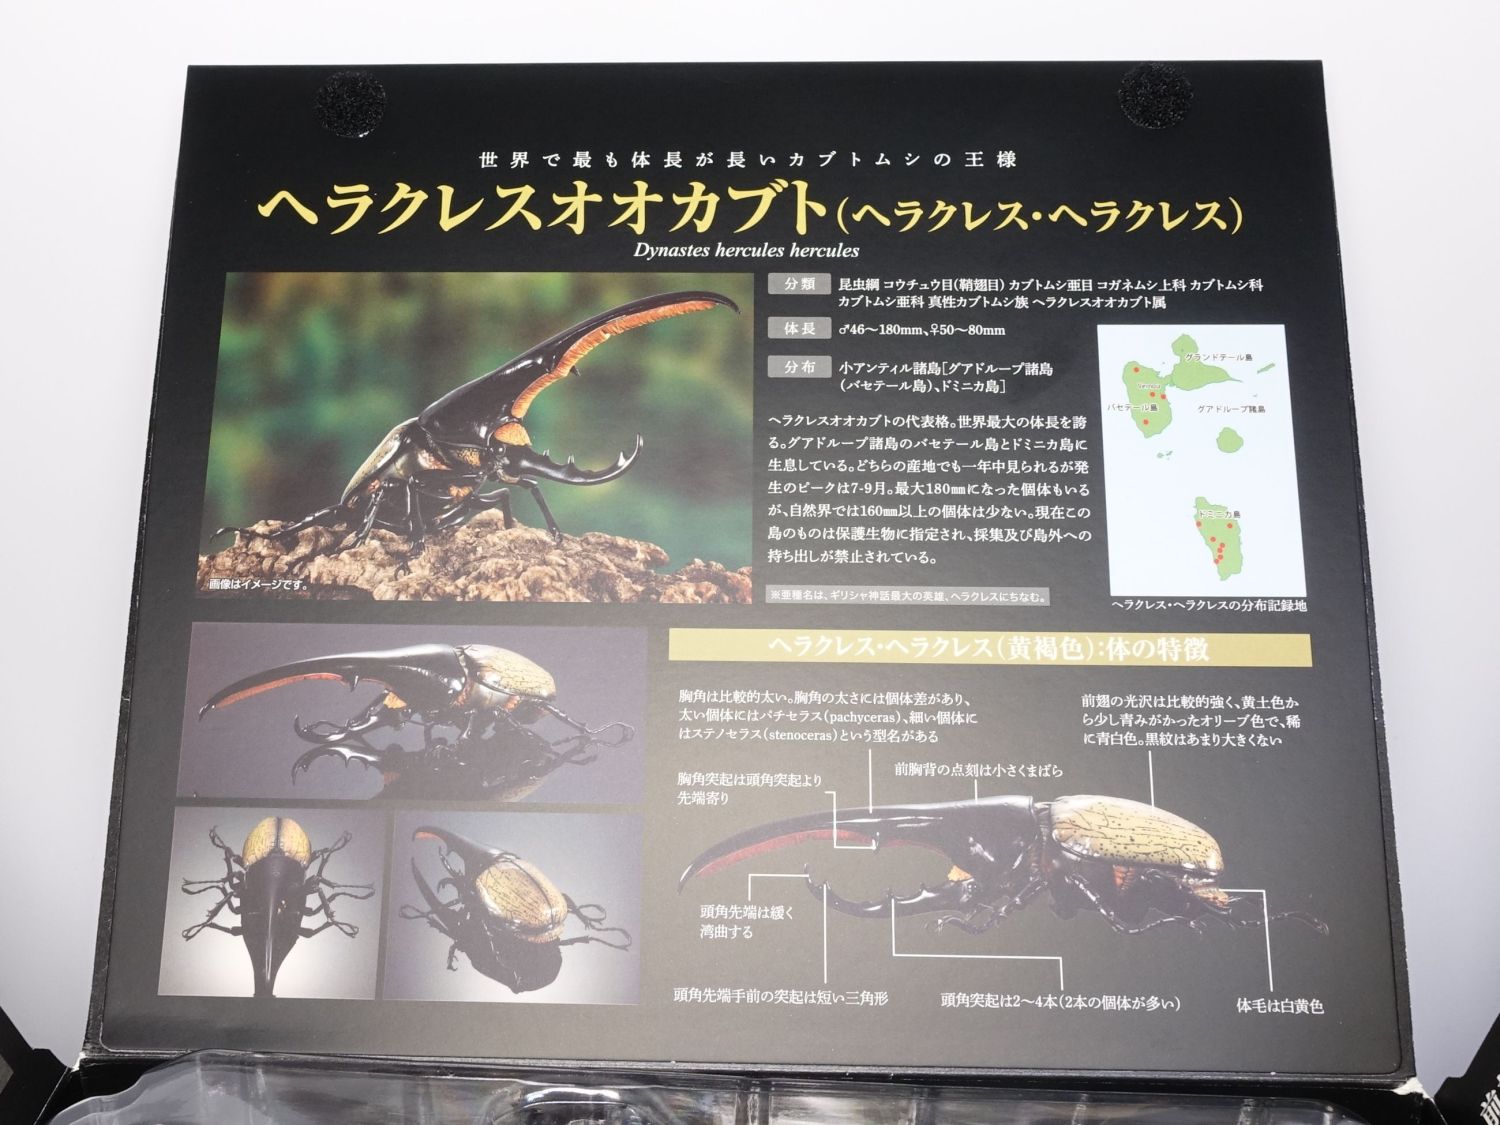 世界で最も体長が長いカブトムシの王様
ヘラクレスオオカブト(ヘラクレス・ヘラクレス)
Dynastes hercules hercules
画像はイメージです。
分類
昆虫綱 コウチュウ目(鞘翅目) カブトムシ亜目 コガネムシ上科 カブトムシ科
カブトムシ亜科 真性カブトムシ族 ヘラクレスオオカブト属
体長
♂46〜180mm、♀50〜80mm
分布
小アンティル諸島[グアドループ諸島
(バセテール島)、ドミニカ島]
ヘラクレスオオカブトの代表格。世界最大の体長を誇
る。グアドループ諸島のバセテール島とドミニカ島に
生息している。どちらの産地でも一年中見られるが発
生のピークは7-9月。最大180㎜になった個体もいる
が、自然界では160㎜以上の個体は少ない。現在この
島のものは保護生物に指定され、採集及び島外への
持ち出しが禁止されている。
※亜種名は、ギリシャ神話最大の英雄、ヘラクレスにちなむ。
グランドテール島
バセテール島
グアドループ諸島
ドミニカ島
ヘラクレス・ヘラクレスの分布記録地
ヘラクレス・ヘラクレス(黄褐色):体の特徴
胸角は比較的太い。胸角の太さには個体差があり、
太い個体にはパチセラス(pachyceras)、細い個体に
はステノセラス(stenoceras)という型名がある
前翅の光沢は比較的強く、黄土色か
ら少し青みがかったオリーブ色で、稀
に青白色。黒紋はあまり大きくない
胸角突起は頭角突起より
先端寄り
前胸背の点刻は小さくまばら
頭角先端は緩く
湾曲する
頭角先端手前の突起は短い三角形
頭角突起は2〜4本(2本の個体が多い)
体毛は白黄色